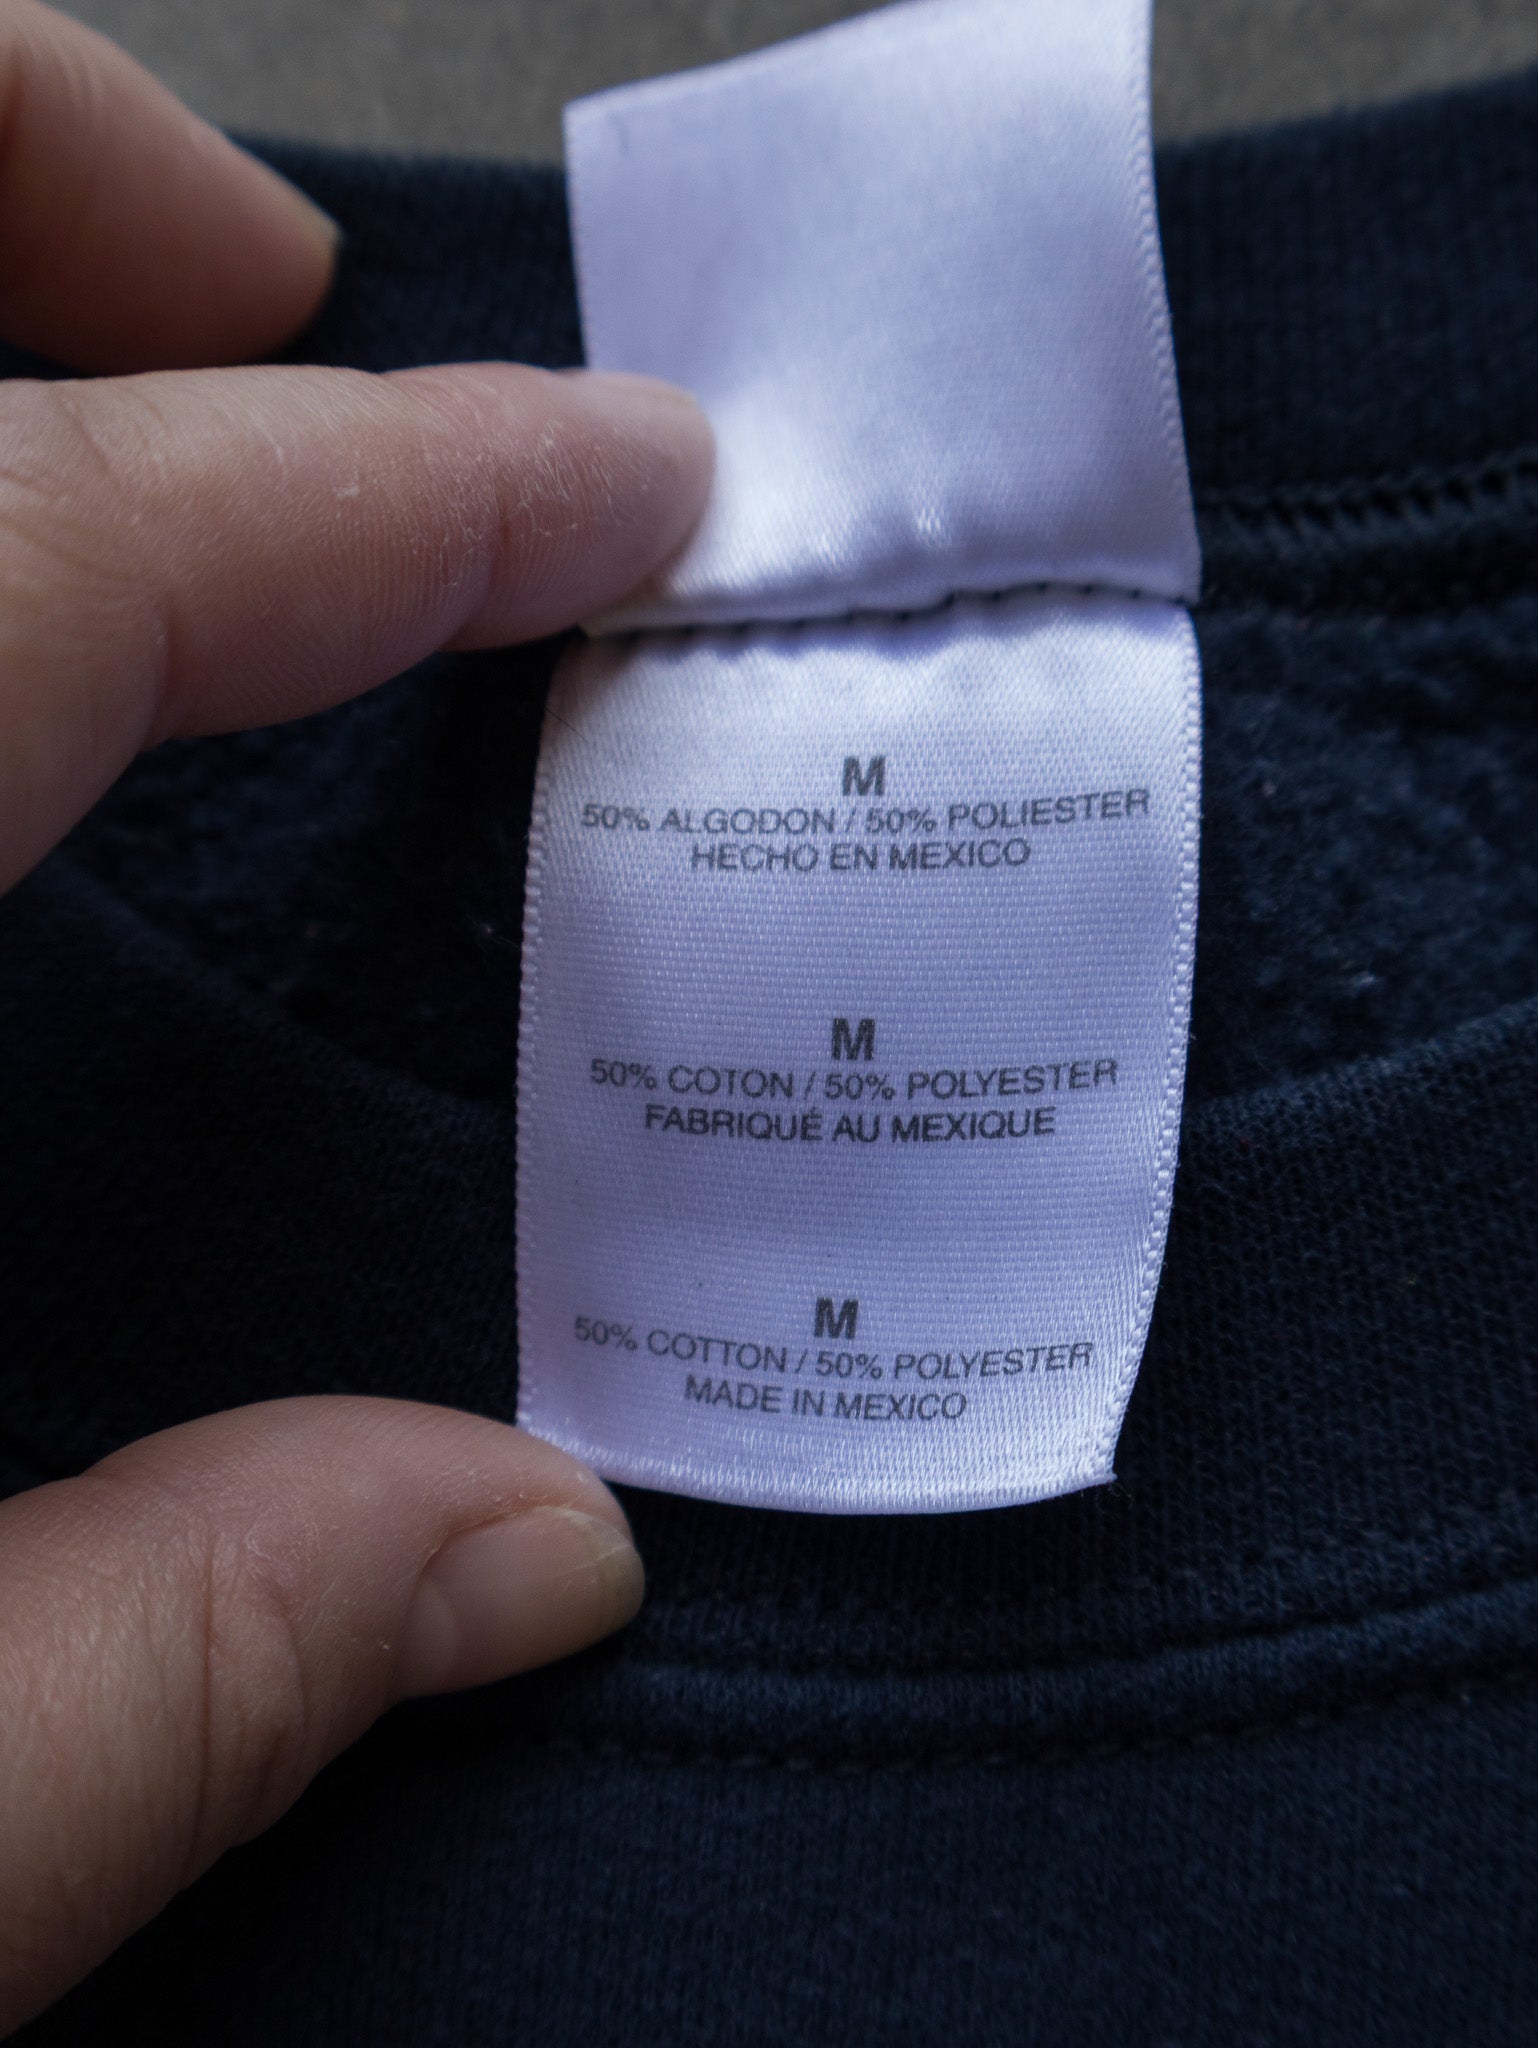 M
50% ALGODON / 50% POLIESTER
HECHO EN MEXICO
M
50% COTON / 50% POLYESTER
FABRIQUÉ AU MEXIQUE
M
50% COTTON / 50% POLYESTER
MADE IN MEXICO